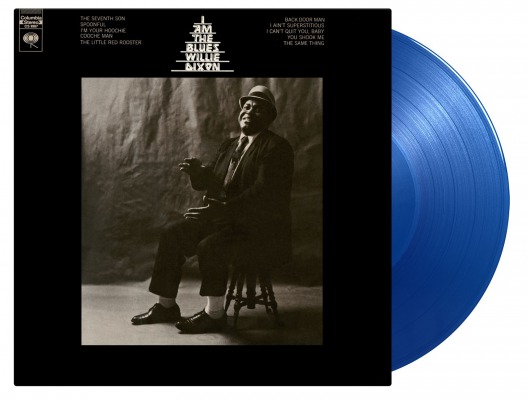 Columbia
Stereo
THE SEVENTH SON
SPOONFUL
I'M YOUR HOOCHIE
COOCHIE MAN
THE LITTLE RED ROOSTER
I
AM
THE
BLUES
WILLIE
DIXON
BACK DOOR MAN
I AIN'T SUPERSTITIOUS
I CAN'T QUIT YOU, BABY
YOU SHOOK ME
THE SAME THING